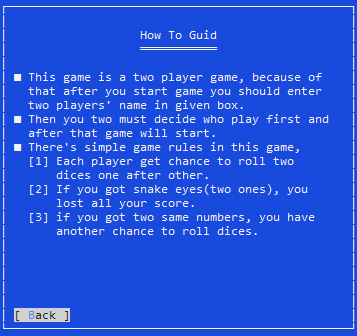 How To Guid
■ This game is a two player game, because of
that after you start game you should enter
two players' name in given box.
■ Then you two must decide who play first and
after that game will start.
■ There's simple game rules in this game,
[1] Each player get chance to roll two
dices one after other.
[2] If you got snake eyes(two ones), you
lost all your score.
[3] if you got two same numbers, you have
another chance to roll dices.
[ Back ]